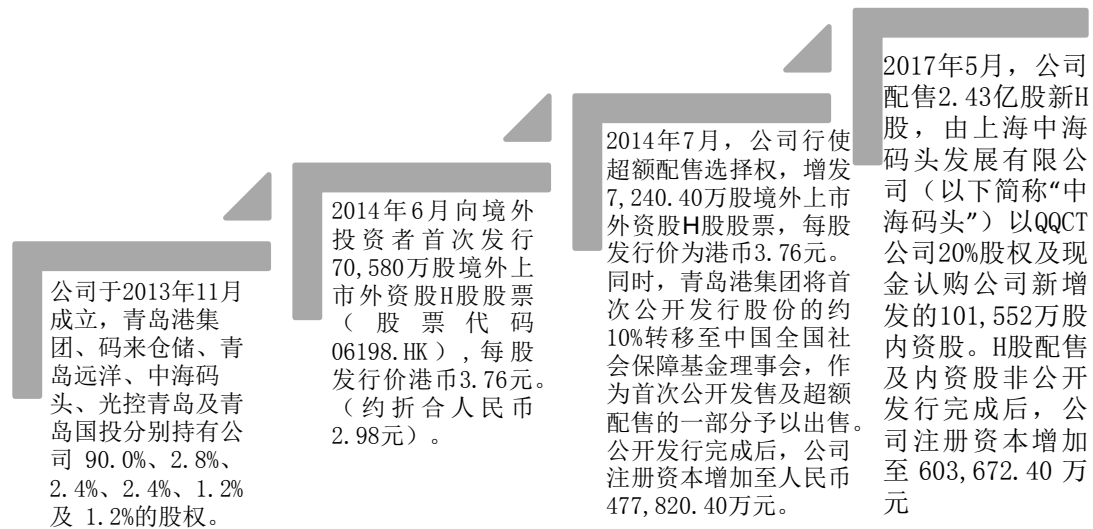 公司于2013年11月
成立，青岛港集
团、码来仓储、青
岛远洋、中海码
头、光控青岛及青
岛国投分别持有公
司 90.0%、2.8%、
2.4%、2.4%、1.2%
及 1.2%的股权。
2014年6月向境外
投资者首次发行
70,580万股境外上
市外资股H股股票
（股票代码
06198.HK）,每股
发行价港币3.76元。
（约折合人民币
2.98元）。
2014年7月，公司行使
超额配售选择权，增发
7,240.40万股境外上市
外资股H股股票，每股
发行价为港币3.76元。
同时，青岛港集团将首
次公开发行股份的约
10%转移至中国全国社
会保障基金理事会，作
为首次公开发售及超额
配售的一部分予以出售。
公开发行完成后，公司
注册资本增加至人民币
477,820.40万元。
2017年5月，公司
配售2.43亿股新H
股，由上海中海
码头发展有限公
司（以下简称“中
海码头”）以QQCT
公司20%股权及现
金认购公司新增
发的101,552万股
内资股。H股配售
及内资股非公开
发行完成后，公
司注册资本增加
至 603,672.40 万
元